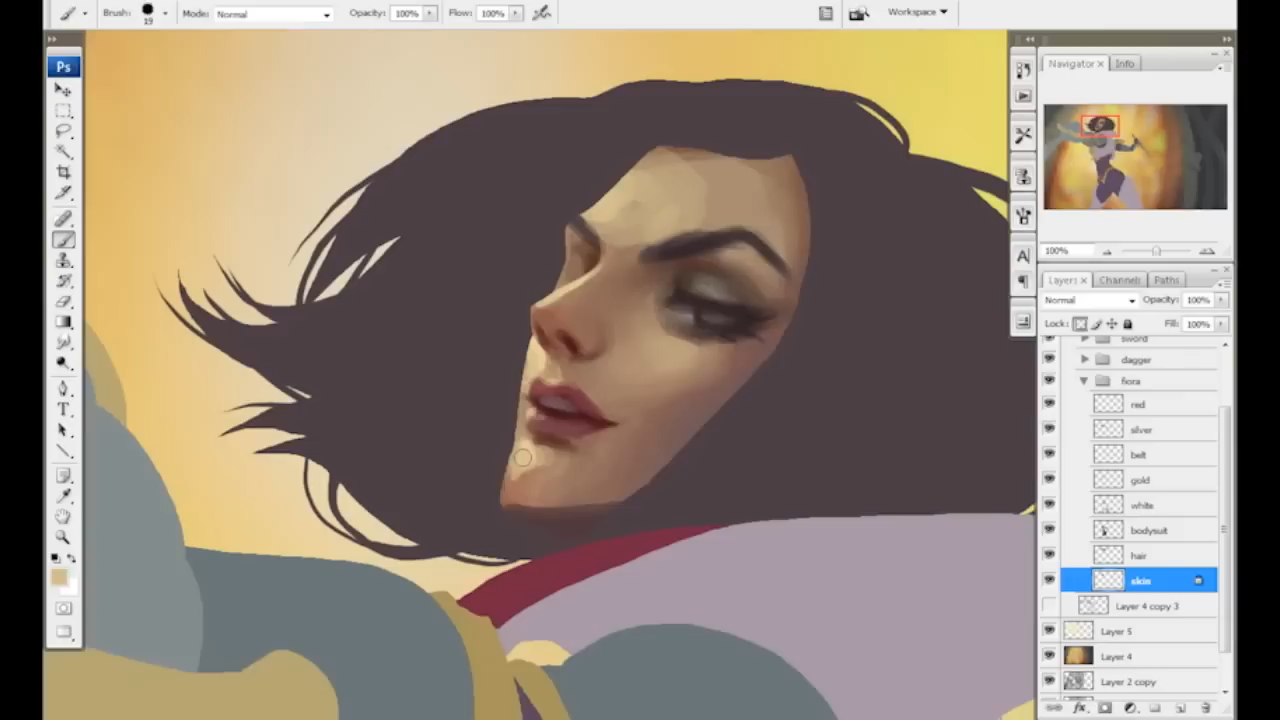 Brush: 19 Mode: Normal Opacity: 100% Flow: 100% Workspace
Ps
Navigator × Info
100%
Layers × Channels Paths
Normal Opacity: 100%
Lock: Fill: 100%
sword
dagger
fiora
red
silver
belt
gold
white
bodysuit
hair
skin
Layer 4 copy 3
Layer 5
Layer 4
Layer 2 copy
A
T
fx